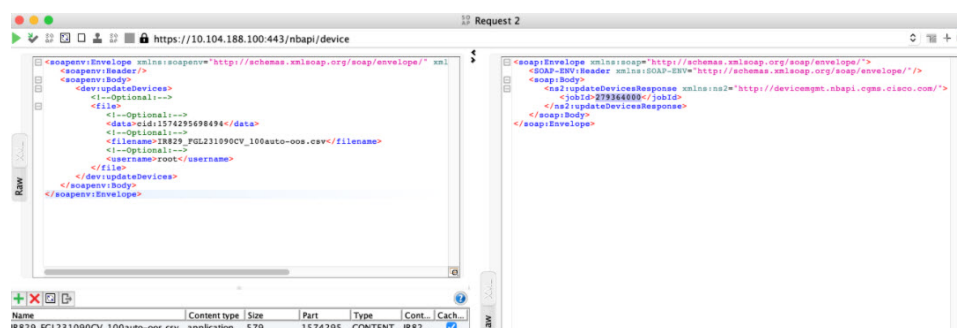 Request 2
https://10.104.188.100:443/nbapi/device
<soapenv:Envelope xmlns:soapenv="http://schemas.xmlsoap.org/soap/envelope/" xml
<soapenv:Header/>
<soapenv:Body>
<dev:updateDevices>
<!--Optional:-->
<file>
<!--Optional:-->
<data>cid:1574295698494</data>
<!--Optional:-->
<filename>IR829_FGL231090CV_100auto-oos.csv</filename>
<!--Optional:-->
<username>root</username>
</file>
</dev:updateDevices>
</soapenv:Body>
</soapenv:Envelope>
Raw
Name Content type Size Part Type Cont... Cach...
IR829_FGL231090CV_100auto-oos.csv application... 579 1574295... CONTENT IR82...
<soap:Envelope xmlns:soap="http://schemas.xmlsoap.org/soap/envelope/">
<SOAP-ENV:Header xmlns:SOAP-ENV="http://schemas.xmlsoap.org/soap/envelope/"/>
<soap:Body>
<ns2:updateDevicesResponse xmlns:ns2="http://devicemgmt.nbapi.cgms.cisco.com/">
<jobId>279364000</jobId>
</ns2:updateDevicesResponse>
</soap:Body>
</soap:Envelope>